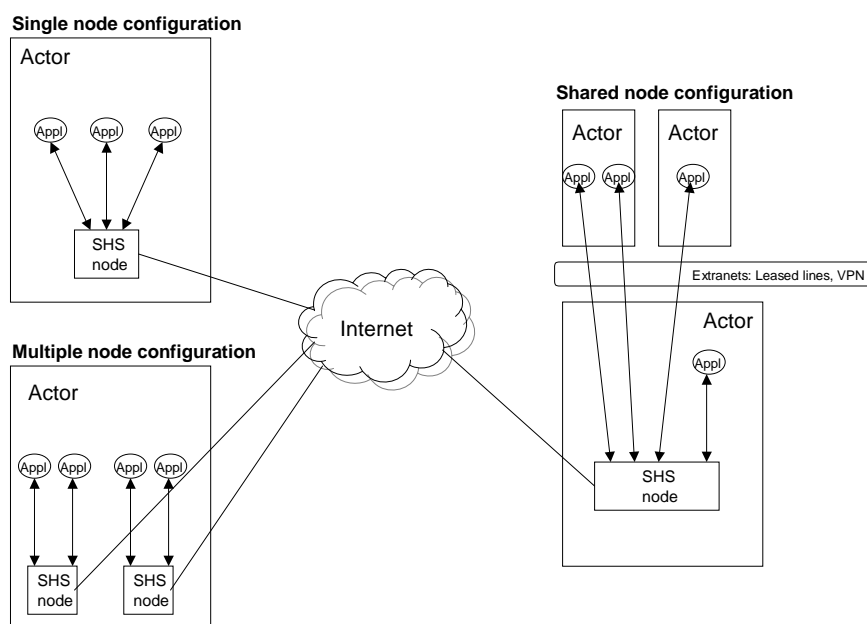 Single node configuration
Actor
Appl Appl Appl
SHS
node
Multiple node configuration
Actor
Appl Appl Appl Appl
SHS
node
SHS
node
Internet
Shared node configuration
Actor
Actor
Appl Appl
Appl
Extranets: Leased lines, VPN
Actor
Appl
SHS
node